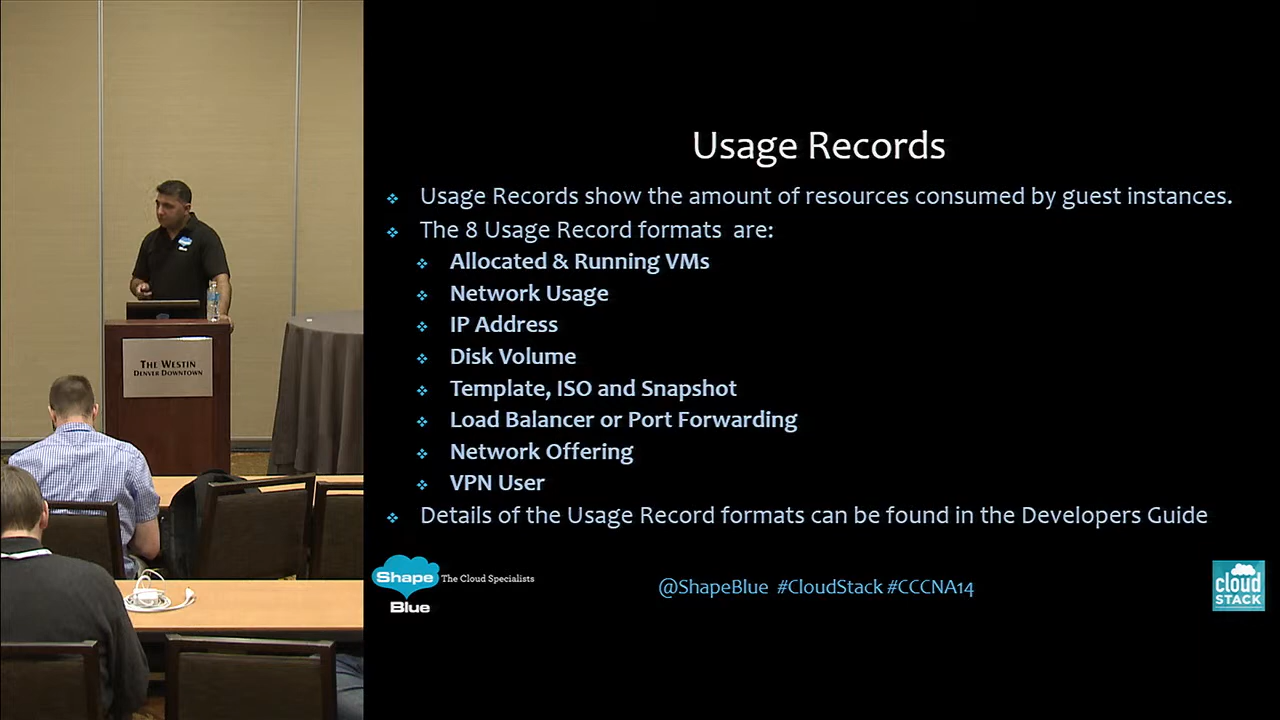 Usage Records
Usage Records show the amount of resources consumed by guest instances.
The 8 Usage Record formats  are:
Allocated & Running VMs
Network Usage
IP Address
Disk Volume
Template, ISO and Snapshot
Load Balancer or Port Forwarding
Network Offering
VPN User
Details of the Usage Record formats can be found in the Developers Guide
Shape
Blue
The Cloud Specialists
@ShapeBlue  #CloudStack #CCCNA14
cloud
STACK
THE WESTIN
DENVER DOWNTOWN
Blue